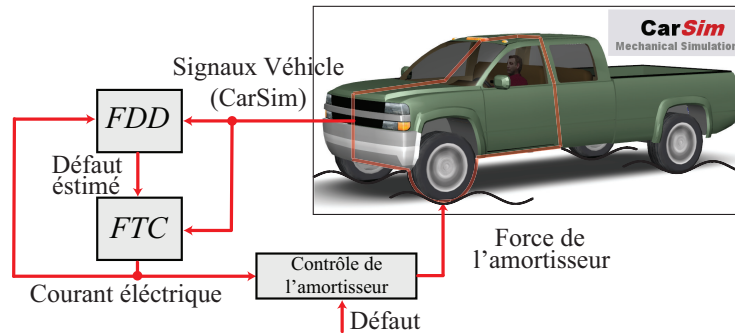 CarSim
Mechanical Simulation
Signaux Véhicle
(CarSim)
FDD
Défaut
éstimé
FTC
Contrôle de
l'amortisseur
Force de
l'amortisseur
Courant éléctrique
Défaut